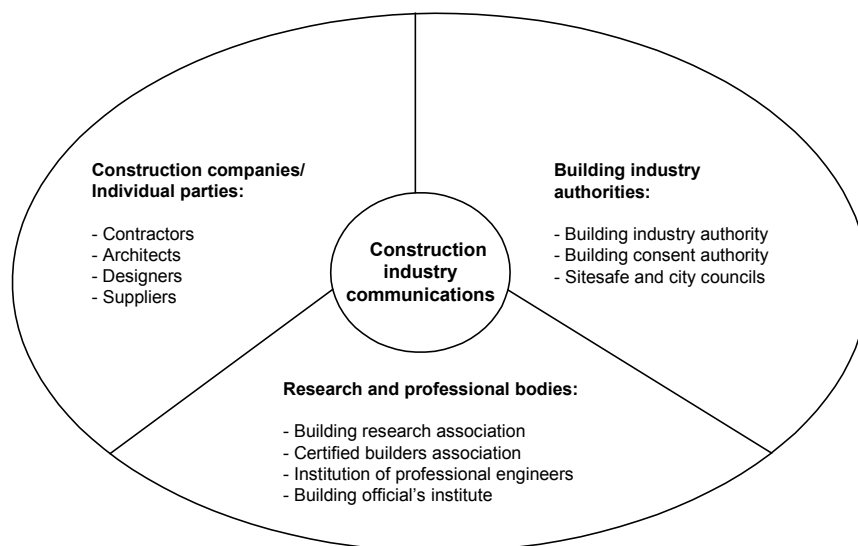 Construction companies/
Individual parties:
- Contractors
- Architects
- Designers
- Suppliers
Building industry
authorities:
- Building industry authority
- Building consent authority
- Sitesafe and city councils
Construction
industry
communications
Research and professional bodies:
- Building research association
- Certified builders association
- Institution of professional engineers
- Building official's institute